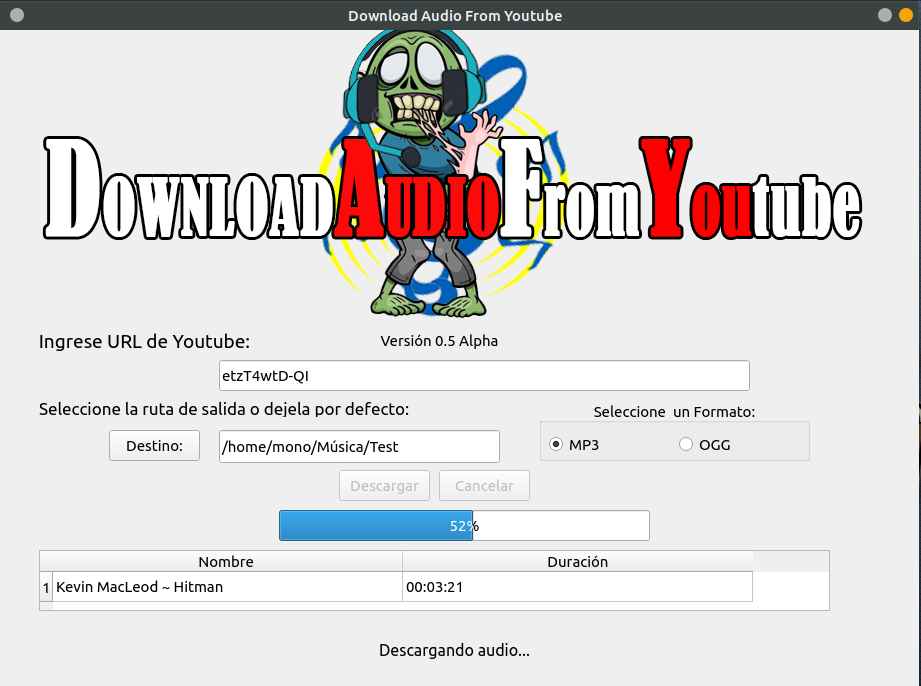 Download Audio From Youtube
DownloadAudioFromYoutube
Ingrese URL de Youtube:
Versión 0.5 Alpha
etzT4wtD-QI
Seleccione la ruta de salida o dejela por defecto:
Seleccione un Formato:
Destino:
/home/mono/Música/Test
MP3
OGG
Descargar
Cancelar
52%
Nombre
Duración
1 Kevin MacLeod ~ Hitman
00:03:21
Descargando audio...